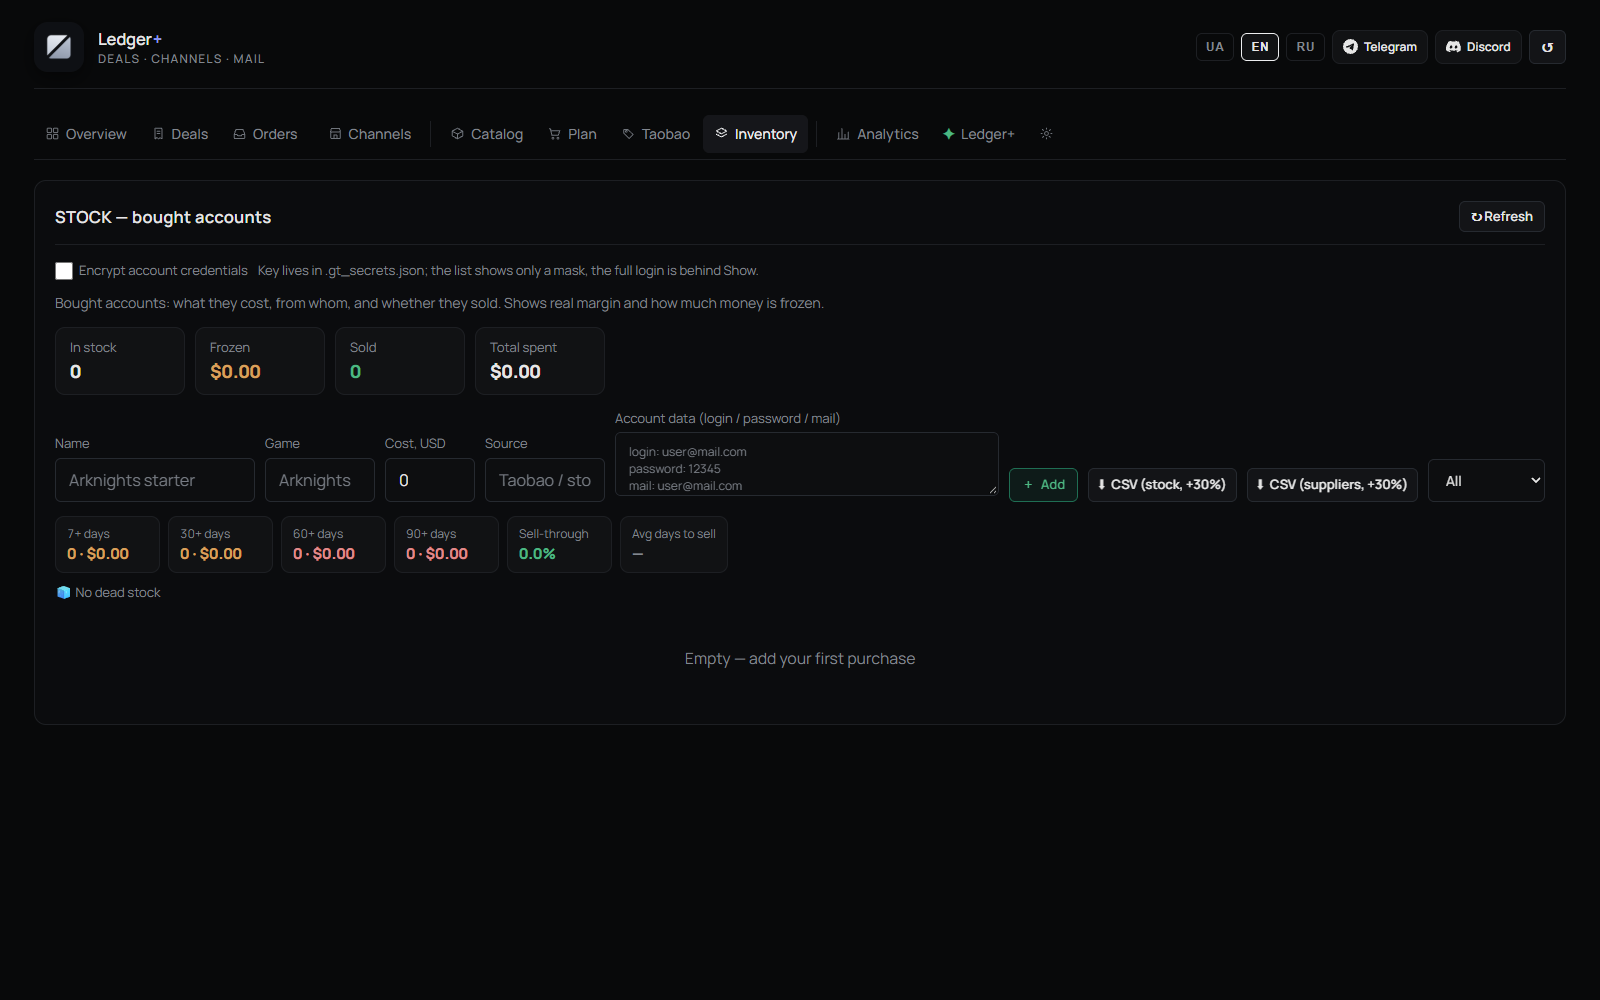 Ledger+
DEALS · CHANNELS · MAIL
UA
EN
RU
Telegram
Discord
Overview
Deals
Orders
Channels
Catalog
Plan
Taobao
Inventory
Analytics
Ledger+
STOCK — bought accounts
Refresh
Encrypt account credentials Key lives in .gt_secrets.json; the list shows only a mask, the full login is behind Show.
Bought accounts: what they cost, from whom, and whether they sold. Shows real margin and how much money is frozen.
In stock
0
Frozen
$0.00
Sold
0
Total spent
$0.00
Name
Arknights starter
Game
Arknights
Cost, USD
0
Source
Taobao / sto
Account data (login / password / mail)
login: user@mail.com
password: 12345
mail: user@mail.com
+ Add
CSV (stock, +30%)
CSV (suppliers, +30%)
All
7+ days
0 · $0.00
30+ days
0 · $0.00
60+ days
0 · $0.00
90+ days
0 · $0.00
Sell-through
0.0%
Avg days to sell
—
No dead stock
Empty — add your first purchase